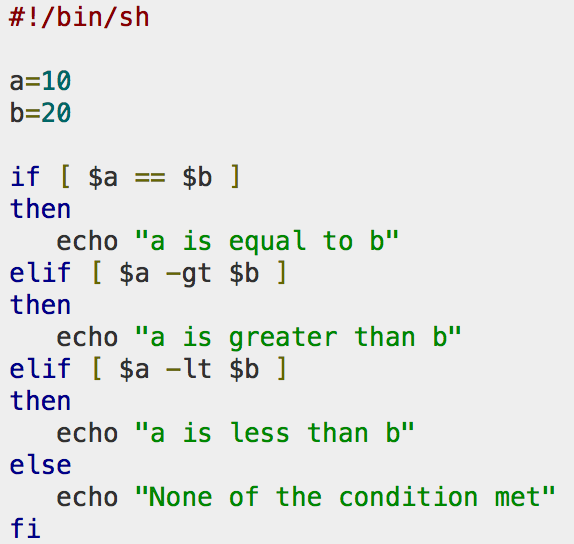 #!/bin/sh

a=10
b=20

if [ $a == $b ]
then
   echo "a is equal to b"
elif [ $a -gt $b ]
then
   echo "a is greater than b"
elif [ $a -lt $b ]
then
   echo "a is less than b"
else
   echo "None of the condition met"
fi